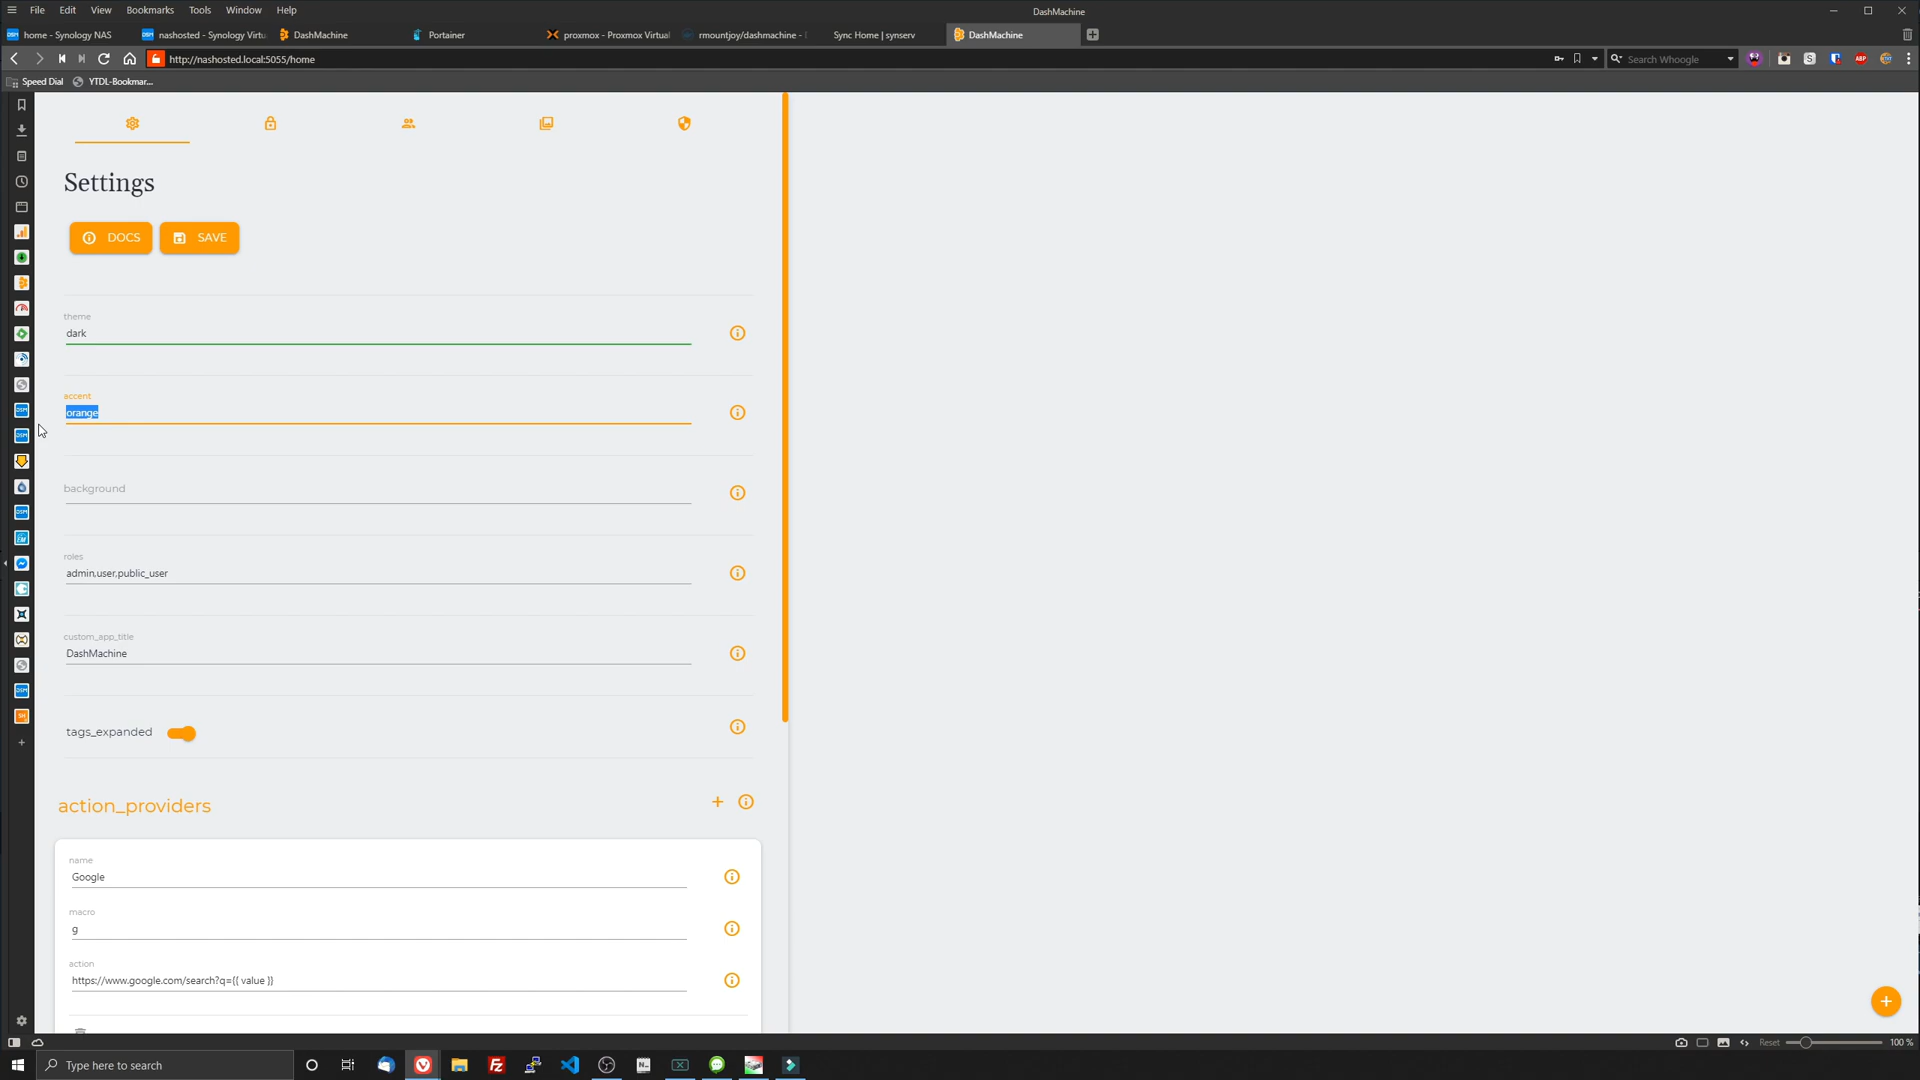 File Edit View Bookmarks Tools Window Help
DashMachine
home - Synology NAS
nashosted - Synology Virtu
DashMachine
Portainer
proxmox - Proxmox Virtual
rmountjoy/dashmachine - 
Sync Home | synserv
DashMachine
http://nashosted.local:5055/home
Search Whoogle
Speed Dial
YTDL-Bookmar...
Settings
DOCS
SAVE
theme
dark
accent
orange
background
roles
admin,user,public_user
custom_app_title
DashMachine
tags_expanded
action_providers
name
Google
macro
g
action
https://www.google.com/search?q={{ value }}
Reset
100 %
Type here to search